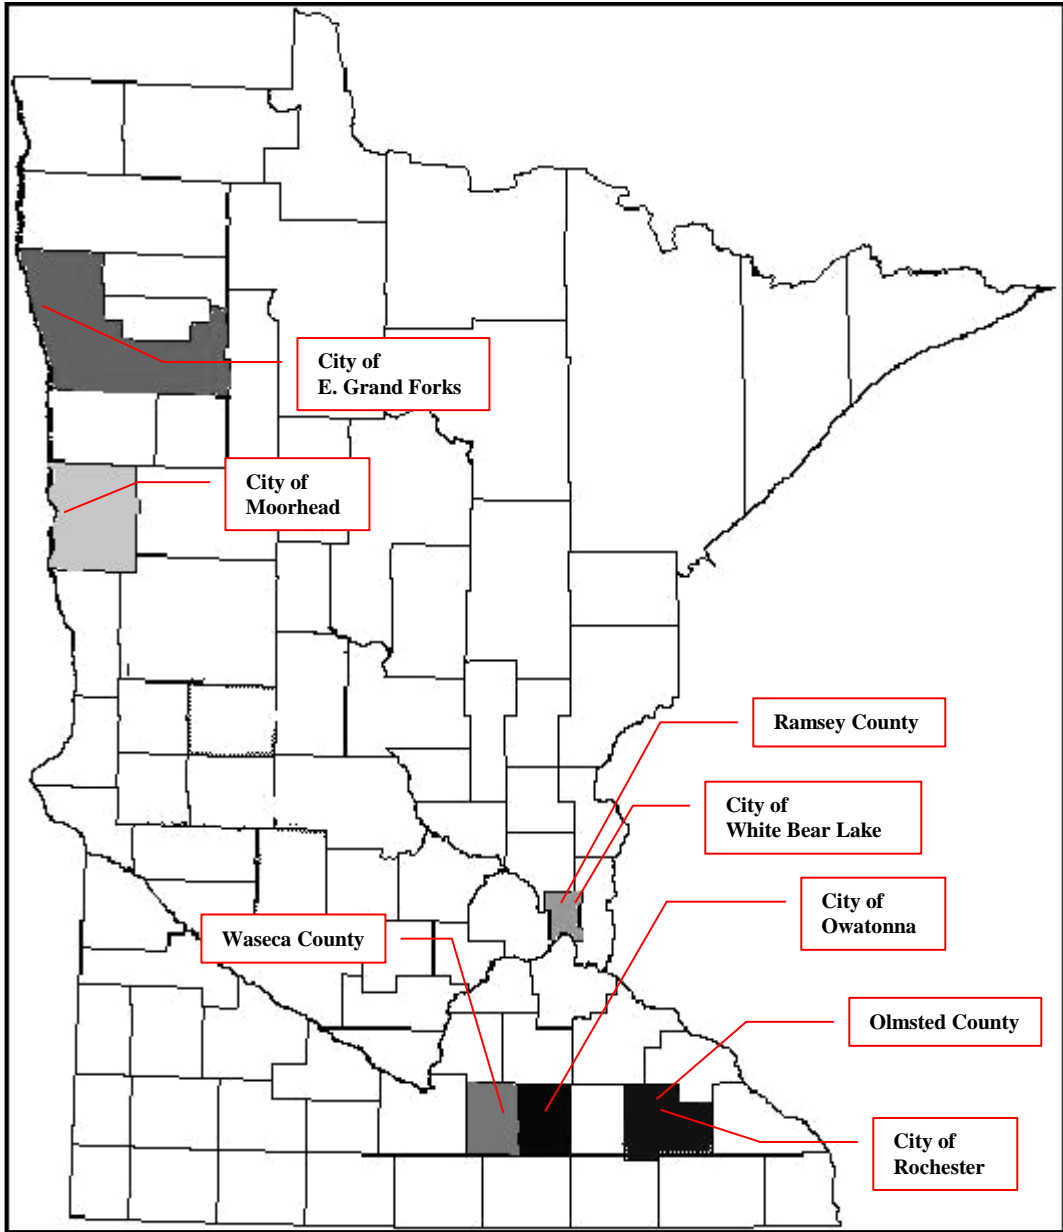 City of
E. Grand Forks
City of
Moorhead
Ramsey County
City of
White Bear Lake
City of
Owatonna
Waseca County
Olmsted County
City of
Rochester